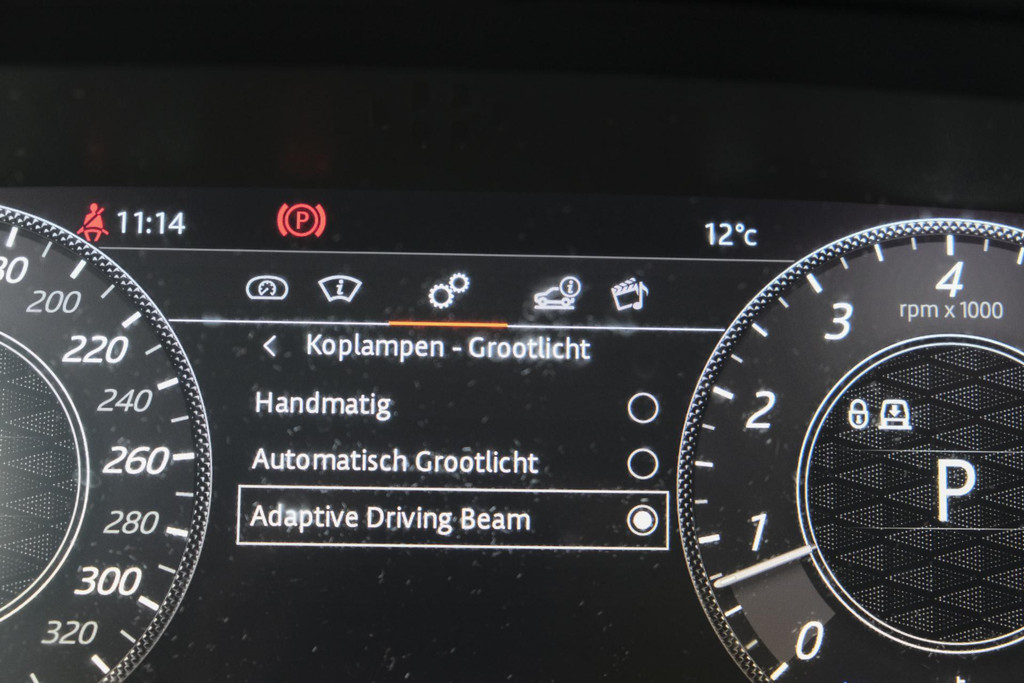 11:14
P
12°c
Koplampen - Grootlicht
Handmatig
Automatisch Grootlicht
Adaptive Driving Beam
200
220
240
260
280
300
320
4
rpm x 1000
3
2
1
0
P